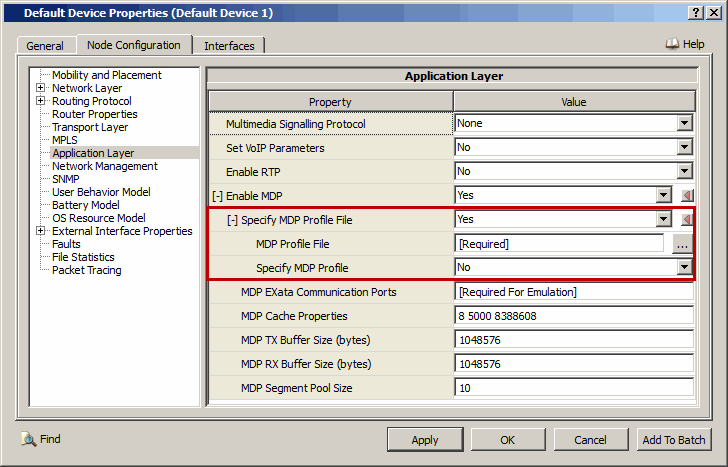 Default Device Properties (Default Device 1)
General Node Configuration Interfaces Help
Mobility and Placement
Network Layer
Routing Protocol
Router Properties
Transport Layer
MPLS
Application Layer
Network Management
SNMP
User Behavior Model
Battery Model
OS Resource Model
External Interface Properties
Faults
File Statistics
Packet Tracing
Application Layer
Property Value
Multimedia Signalling Protocol None
Set VoIP Parameters No
Enable RTP No
[-] Enable MDP Yes
[-] Specify MDP Profile File Yes
MDP Profile File [Required] ...
Specify MDP Profile No
MDP EXata Communication Ports [Required For Emulation]
MDP Cache Properties 8 5000 8388608
MDP TX Buffer Size (bytes) 1048576
MDP RX Buffer Size (bytes) 1048576
MDP Segment Pool Size 10
Find Apply OK Cancel Add To Batch